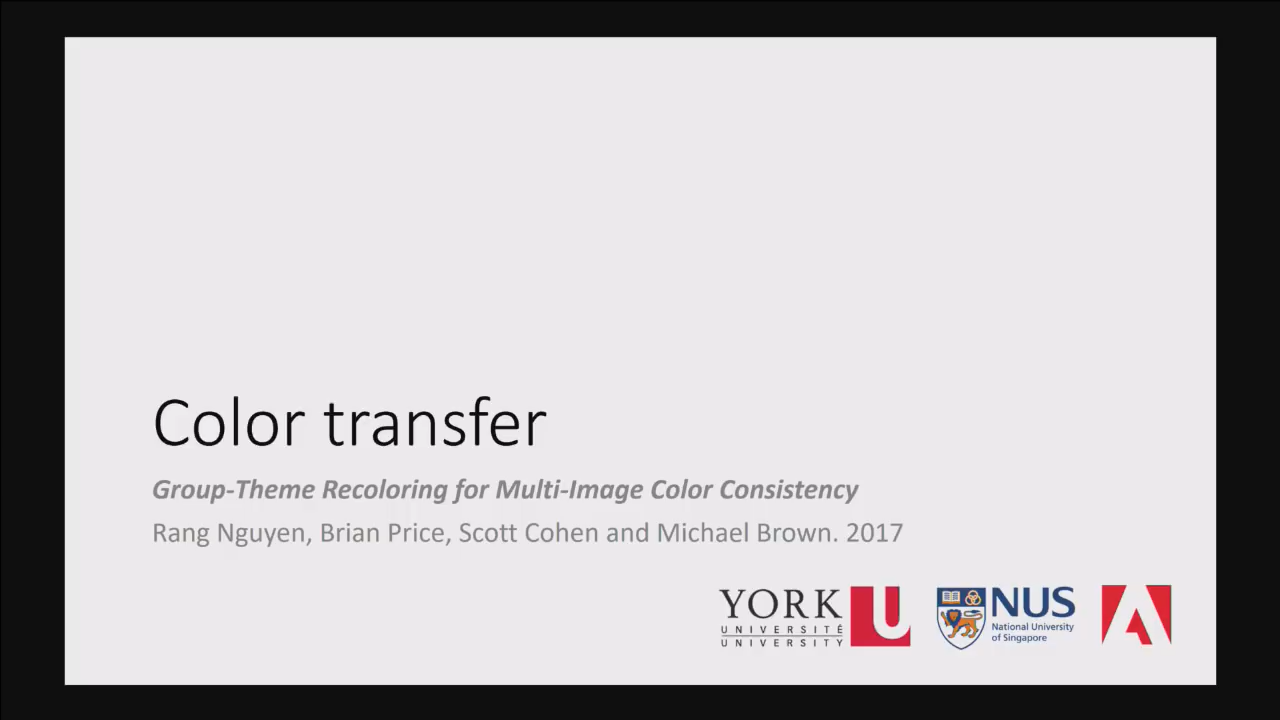 Color transfer
Group-Theme Recoloring for Multi-Image Color Consistency
Rang Nguyen, Brian Price, Scott Cohen and Michael Brown. 2017
YORK U
UNIVERSITÉ
UNIVERSITY
NUS
National University
of Singapore